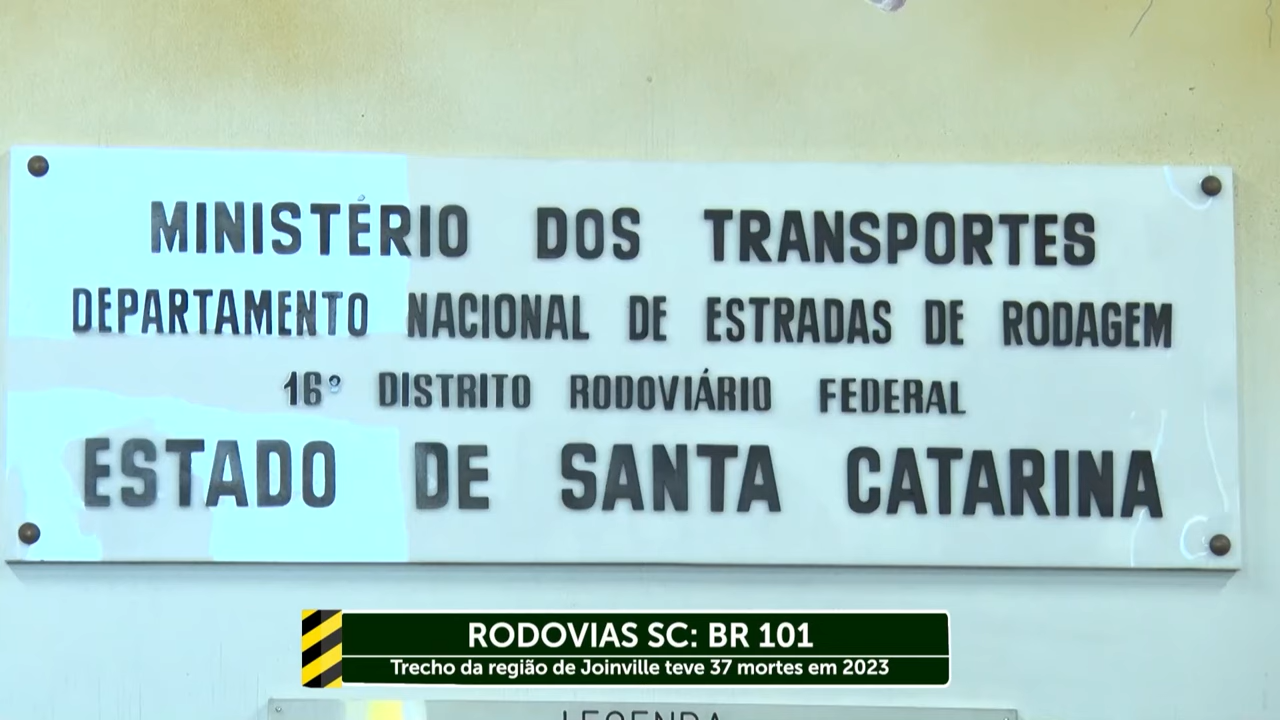 MINISTÉRIO DOS TRANSPORTES
DEPARTAMENTO NACIONAL DE ESTRADAS DE RODAGEM
16° DISTRITO RODOVIÁRIO FEDERAL
ESTADO DE SANTA CATARINA
RODOVIAS SC: BR 101
Trecho da região de Joinville teve 37 mortes em 2023
LEGENDA